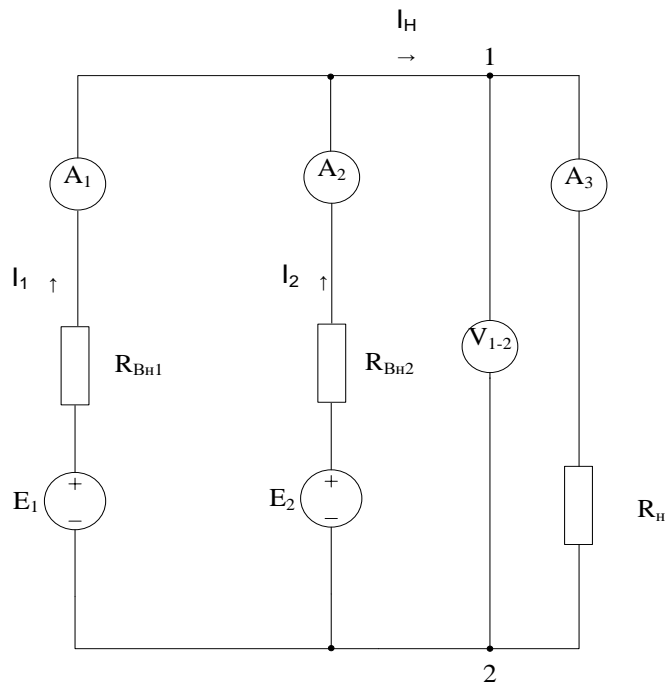 Iн
→
1
A₁
A₂
A₃
I₁ ↑
I₂ ↑
Rвн1
Rвн2
V₁₋₂
E₁
+
−
E₂
+
−
Rн
2